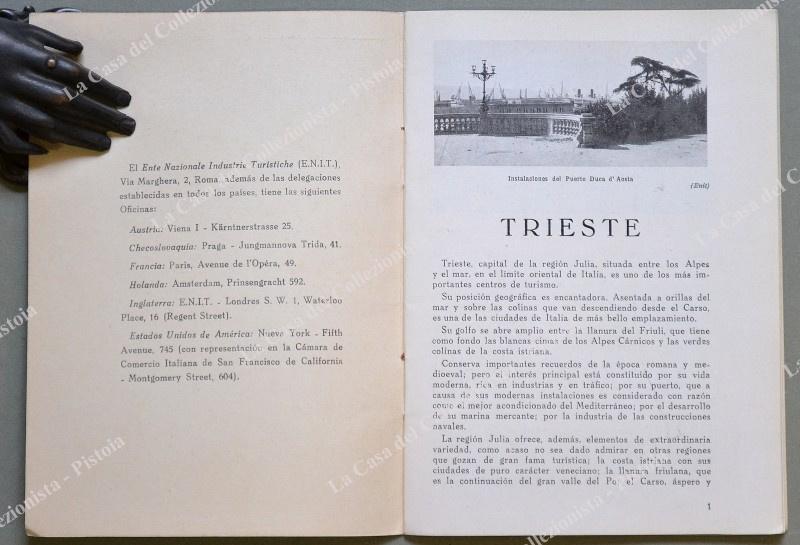 El Ente Nazionale Industrie Turistiche (E.N.I.T.),
Via Marghera, 2, Roma, además de las delegaciones
establecidas en todos los países, tiene las siguientes
Oficinas:
Austria: Viena I - Kärntnerstrasse 25.
Checoslovaquia: Praga - Jungmannova Trida, 41.
Francia: Paris, Avenue de l'Opéra, 49.
Holanda: Amsterdam, Prinsengracht 592.
Inglaterra: E.N.I.T. - Londres S. W. 1, Waterloo
Place, 16 (Regent Street).
Estados Unidos de América: Nueva York - Fifth
Avenue, 745 (con representación en la Cámara de
Comercio Italiana de San Francisco de California
- Montgomery Street, 604).
Instalaciones del Puerto Duca d'Aosta
(Enit)
TRIESTE
Trieste, capital de la región Julia, situada entre los Alpes
y el mar, en el límite oriental de Italia, es uno de los más im-
portantes centros de turismo.
Su posición geográfica es encantadora. Asentada a orillas del
mar y sobre las colinas que van descendiendo desde el Carso,
es una de las ciudades de Italia de más bello emplazamiento.
Su golfo se abre amplio entre la llanura del Friuli, que tiene
como fondo las blancas cimas de los Alpes Cárnicos y las verdes
colinas de la costa istriana.
Conserva importantes recuerdos de la época romana y me-
dioeval; pero el interés principal está constituído por su vida
moderna, rica en industrias y en tráfico; por su puerto, que a
causa de sus modernas instalaciones es considerado con razón
como el mejor acondicionado del Mediterráneo; por el desarrollo
de su marina mercante; por la industria de las construcciones
navales.
La región Julia ofrece, además, elementos de extraordinaria
variedad, como acaso no sea dado admirar en otras regiones
que gozan de gran fama turística; la costa istriana con sus
ciudades de puro carácter veneciano; la llanura friulana, que
es la continuación del gran valle del Po; el Carso, áspero y
1
La Casa del Collezionista - Pistoia